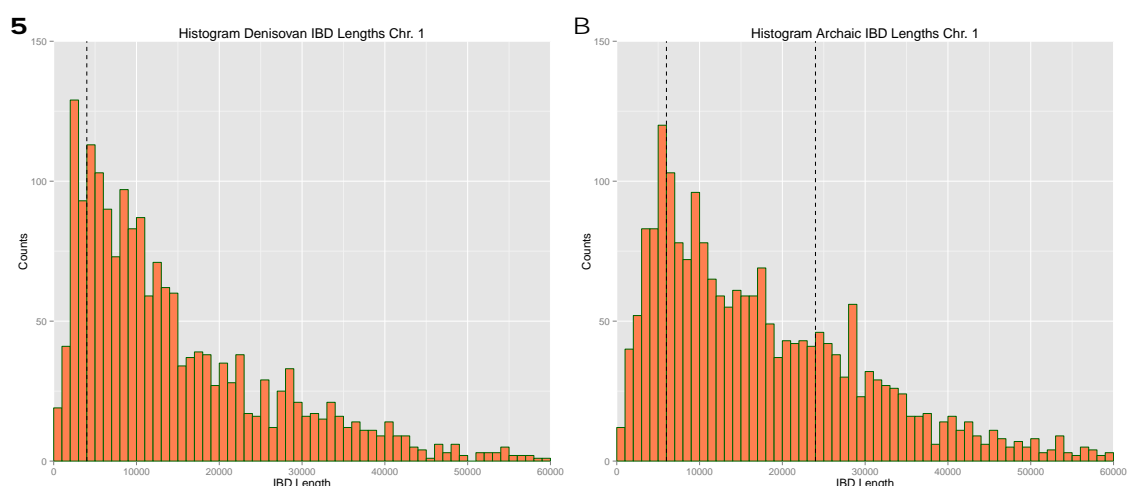 5
Histogram Denisovan IBD Lengths Chr. 1
150
100
50
0
Counts
0 10000 20000 30000 40000 50000 60000
IBD Length
B
Histogram Archaic IBD Lengths Chr. 1
150
100
50
0
Counts
0 10000 20000 30000 40000 50000 60000
IBD Length